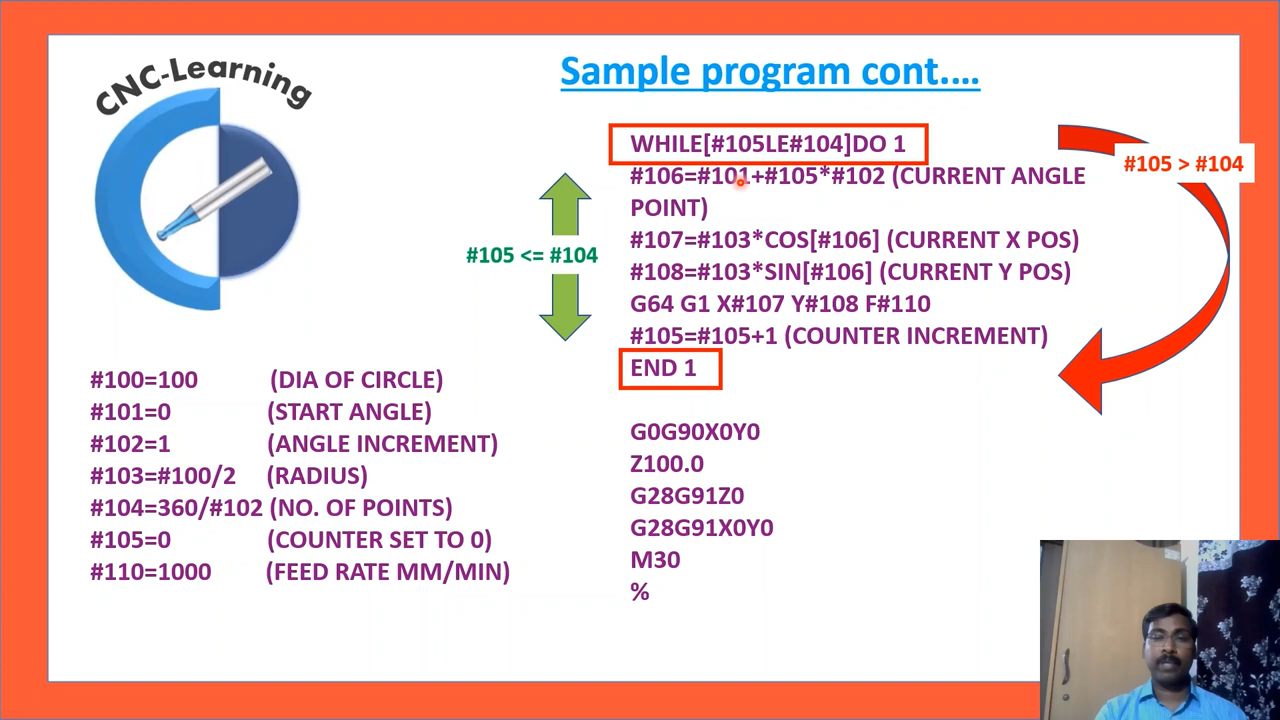 CNC-Learning
Sample program cont....
WHILE[#105LE#104]DO 1
#106=#101+#105*#102 (CURRENT ANGLE
POINT)
#107=#103*COS[#106] (CURRENT X POS)
#108=#103*SIN[#106] (CURRENT Y POS)
G64 G1 X#107 Y#108 F#110
#105=#105+1 (COUNTER INCREMENT)
END 1
#105 > #104
#105 <= #104
#100=100 (DIA OF CIRCLE)
#101=0 (START ANGLE)
#102=1 (ANGLE INCREMENT)
#103=#100/2 (RADIUS)
#104=360/#102 (NO. OF POINTS)
#105=0 (COUNTER SET TO 0)
#110=1000 (FEED RATE MM/MIN)
G0G90X0Y0
Z100.0
G28G91Z0
G28G91X0Y0
M30
%